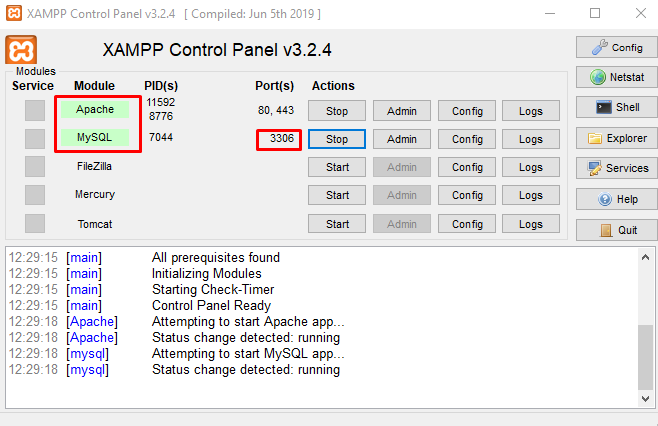 XAMPP Control Panel v3.2.4 [ Compiled: Jun 5th 2019 ]
XAMPP Control Panel v3.2.4
Config
Modules
Service Module PID(s) Port(s) Actions
Netstat
Apache 11592 8776 80, 443 Stop Admin Config Logs
Shell
MySQL 7044 3306 Stop Admin Config Logs
Explorer
FileZilla Start Admin Config Logs
Services
Mercury Start Admin Config Logs
Help
Tomcat Start Admin Config Logs
Quit
12:29:15 [main] All prerequisites found
12:29:15 [main] Initializing Modules
12:29:15 [main] Starting Check-Timer
12:29:15 [main] Control Panel Ready
12:29:18 [Apache] Attempting to start Apache app...
12:29:18 [Apache] Status change detected: running
12:29:18 [mysql] Attempting to start MySQL app...
12:29:18 [mysql] Status change detected: running